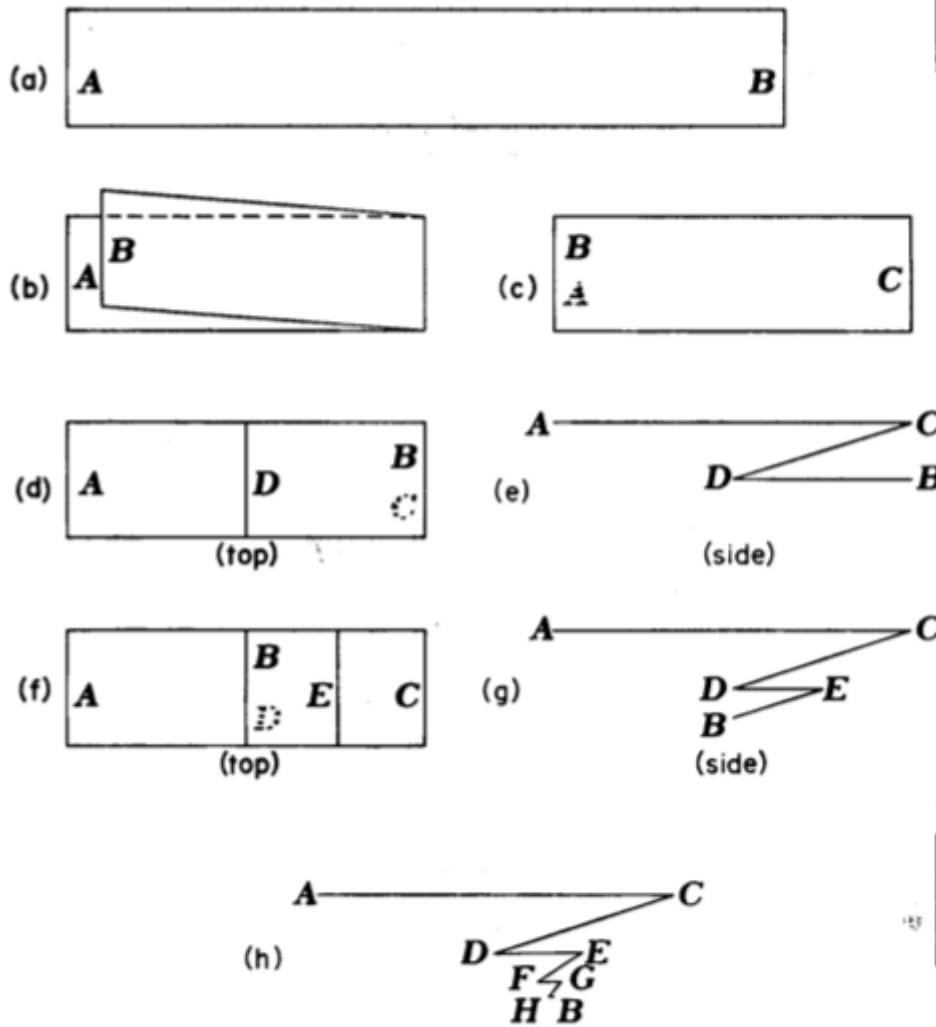 (a) A B
(b) A B
(c) B A C
(d) A D B C
(top)
(e) A C D B
(side)
(f) A B D E C
(top)
(g) A C D E B
(side)
(h) A C D E F G H B